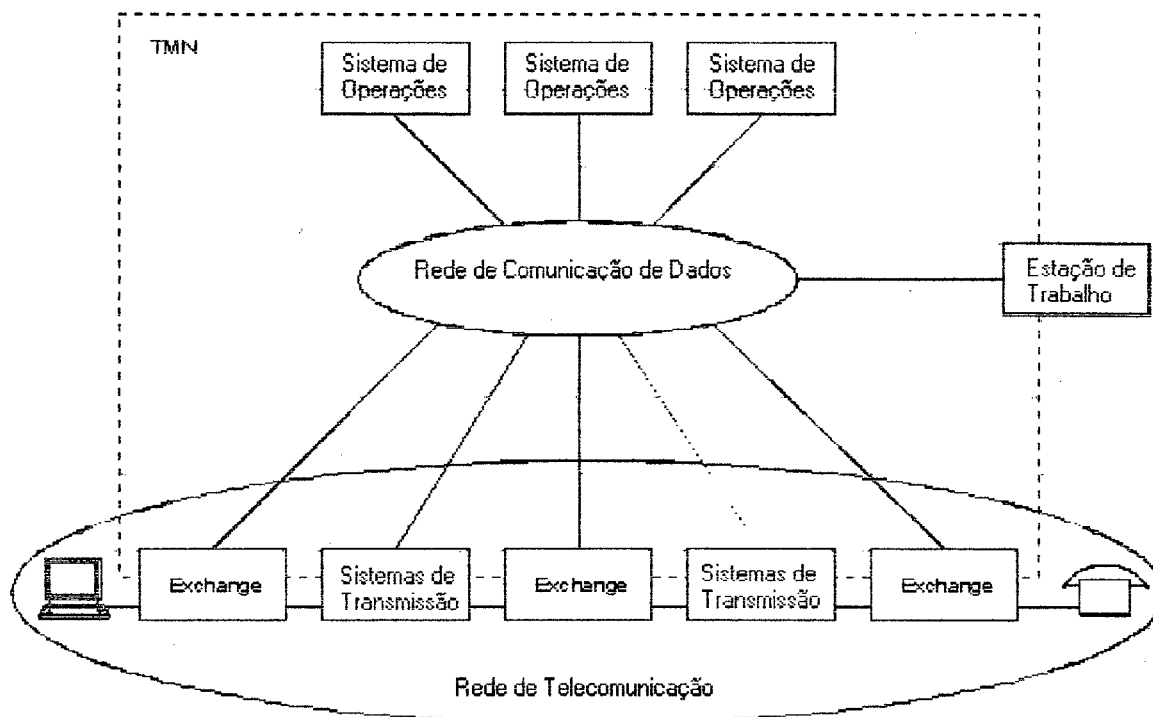 TMN
Sistema de
Operações
Sistema de
Operações
Sistema de
Operações
Rede de Comunicação de Dados
Estação de
Trabalho
Exchange
Sistemas de
Transmissão
Exchange
Sistemas de
Transmissão
Exchange
Rede de Telecomunicação